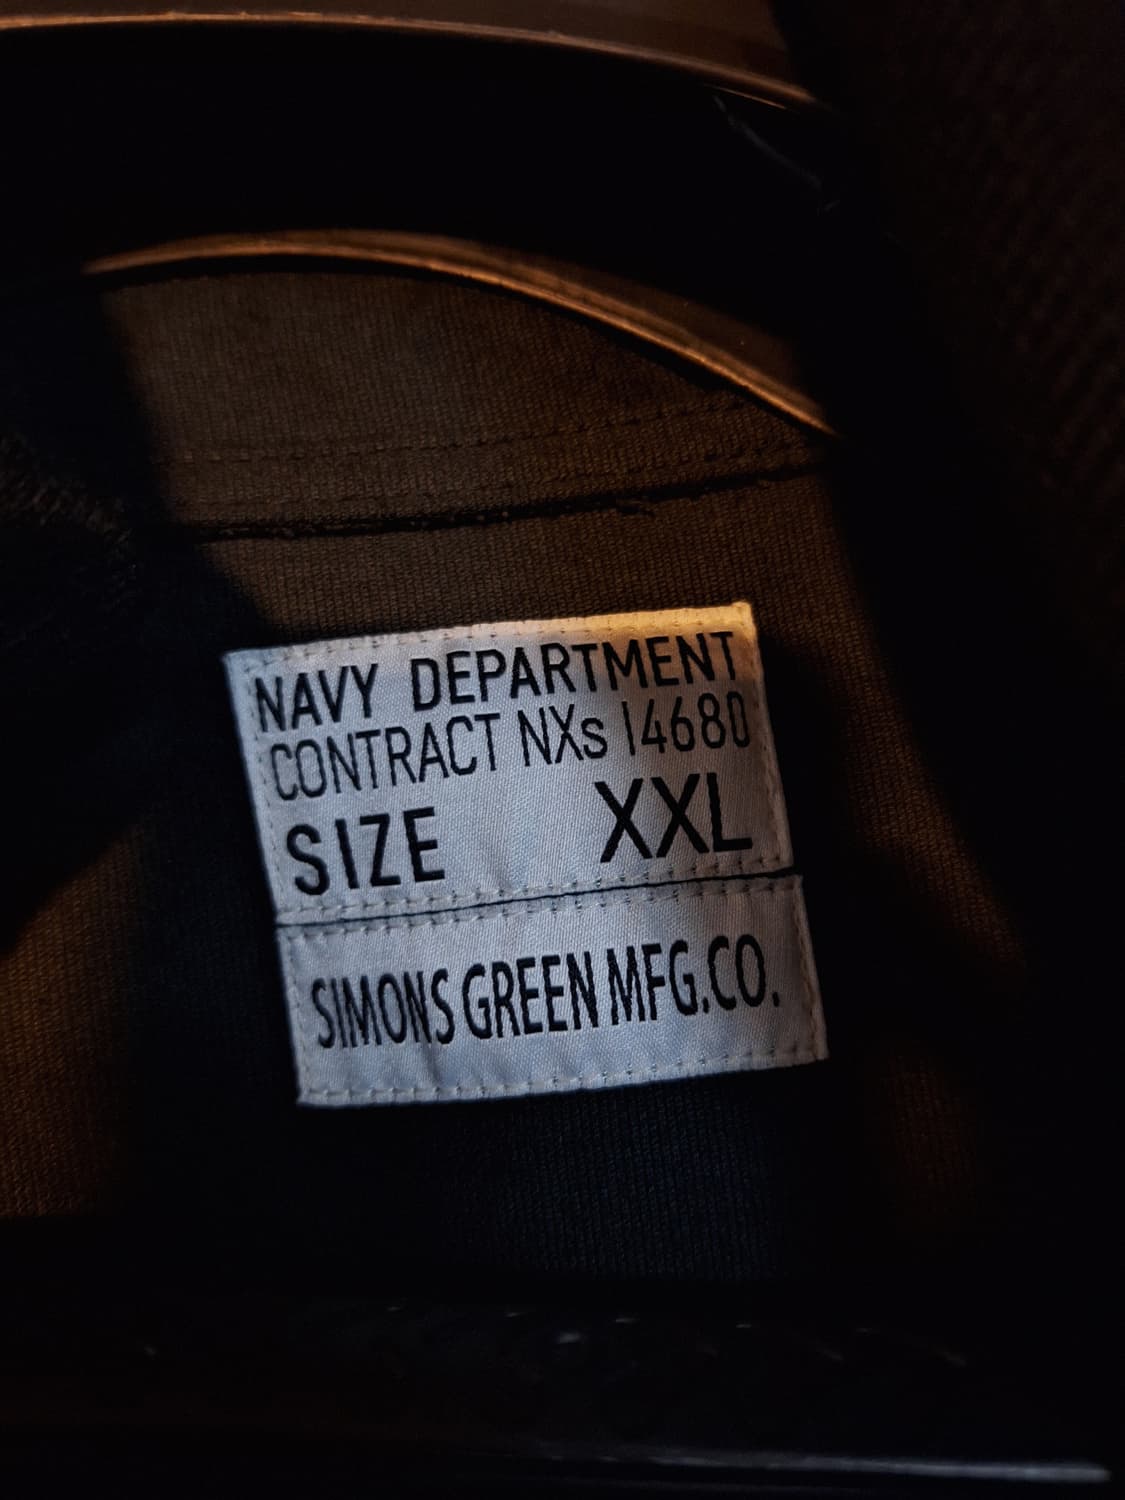 NAVY DEPARTMENT
CONTRACT NXs 14680
SIZE XXL
SIMONS GREEN MFG.CO.